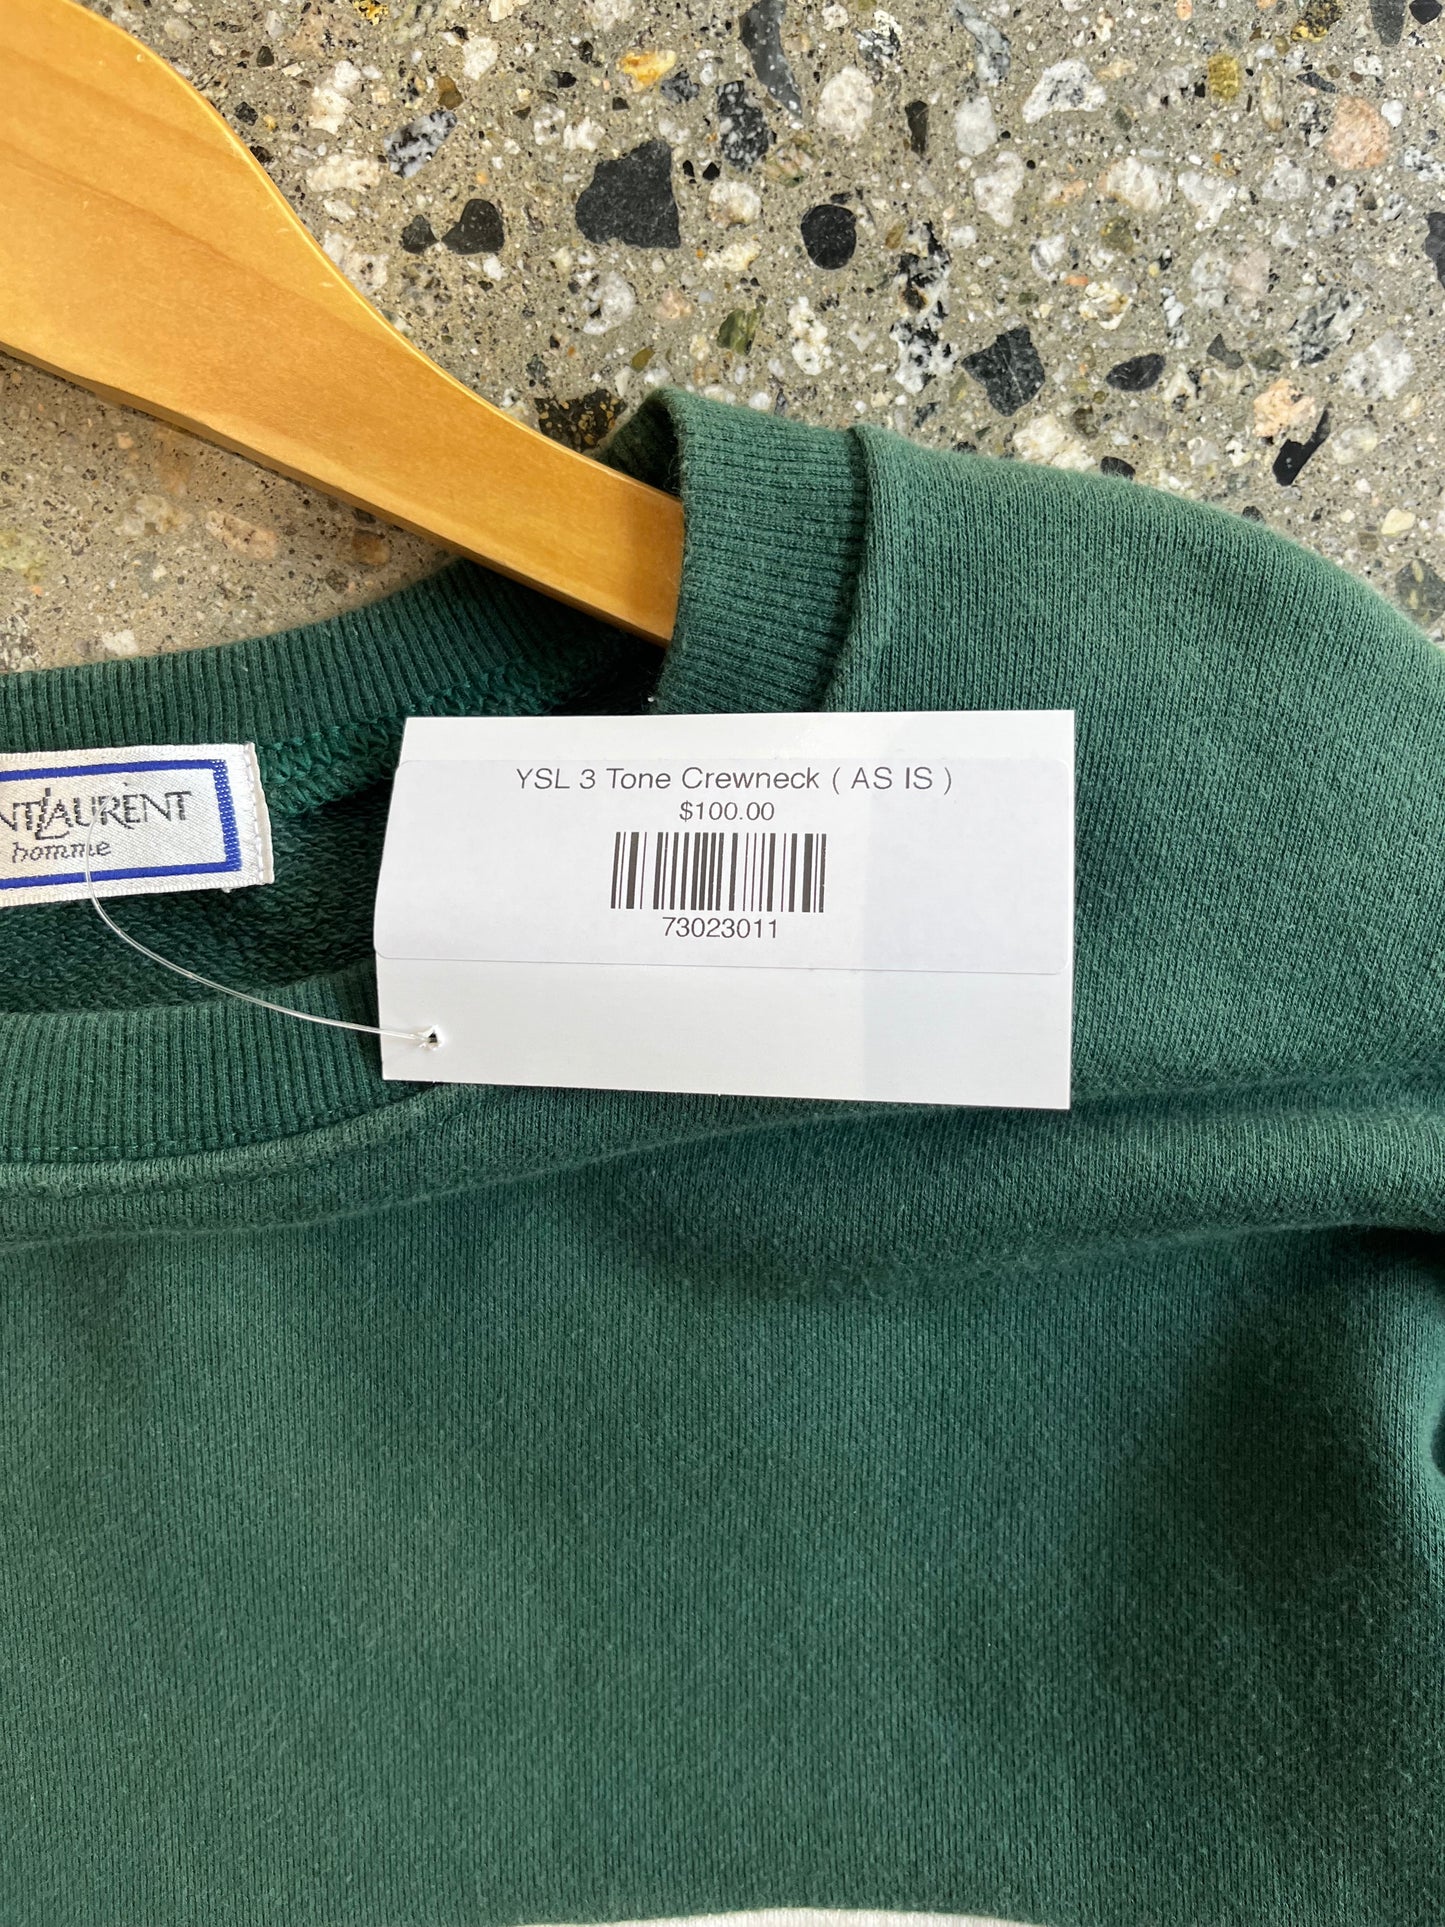 NTLAURENT
homme
YSL 3 Tone Crewneck ( AS IS )
$100.00
73023011